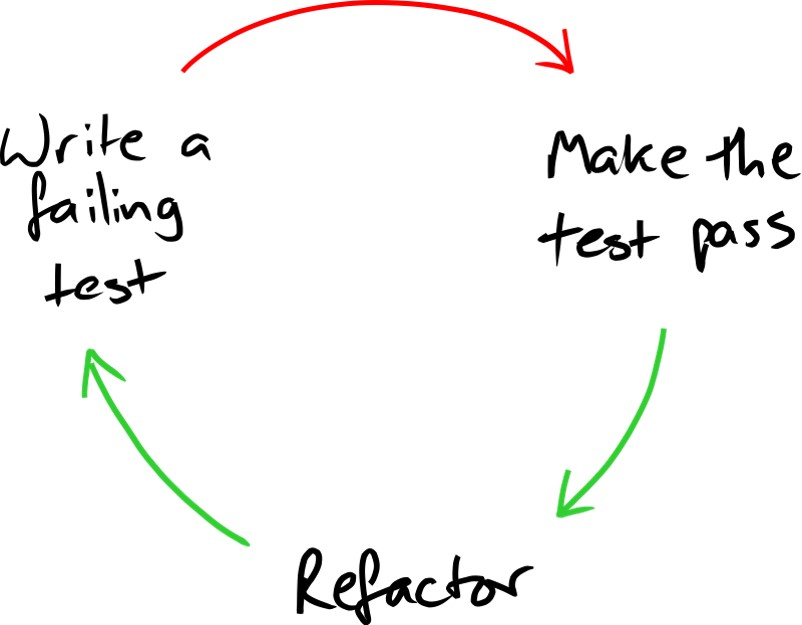 Write a
failing
test
Make the
test pass
Refactor